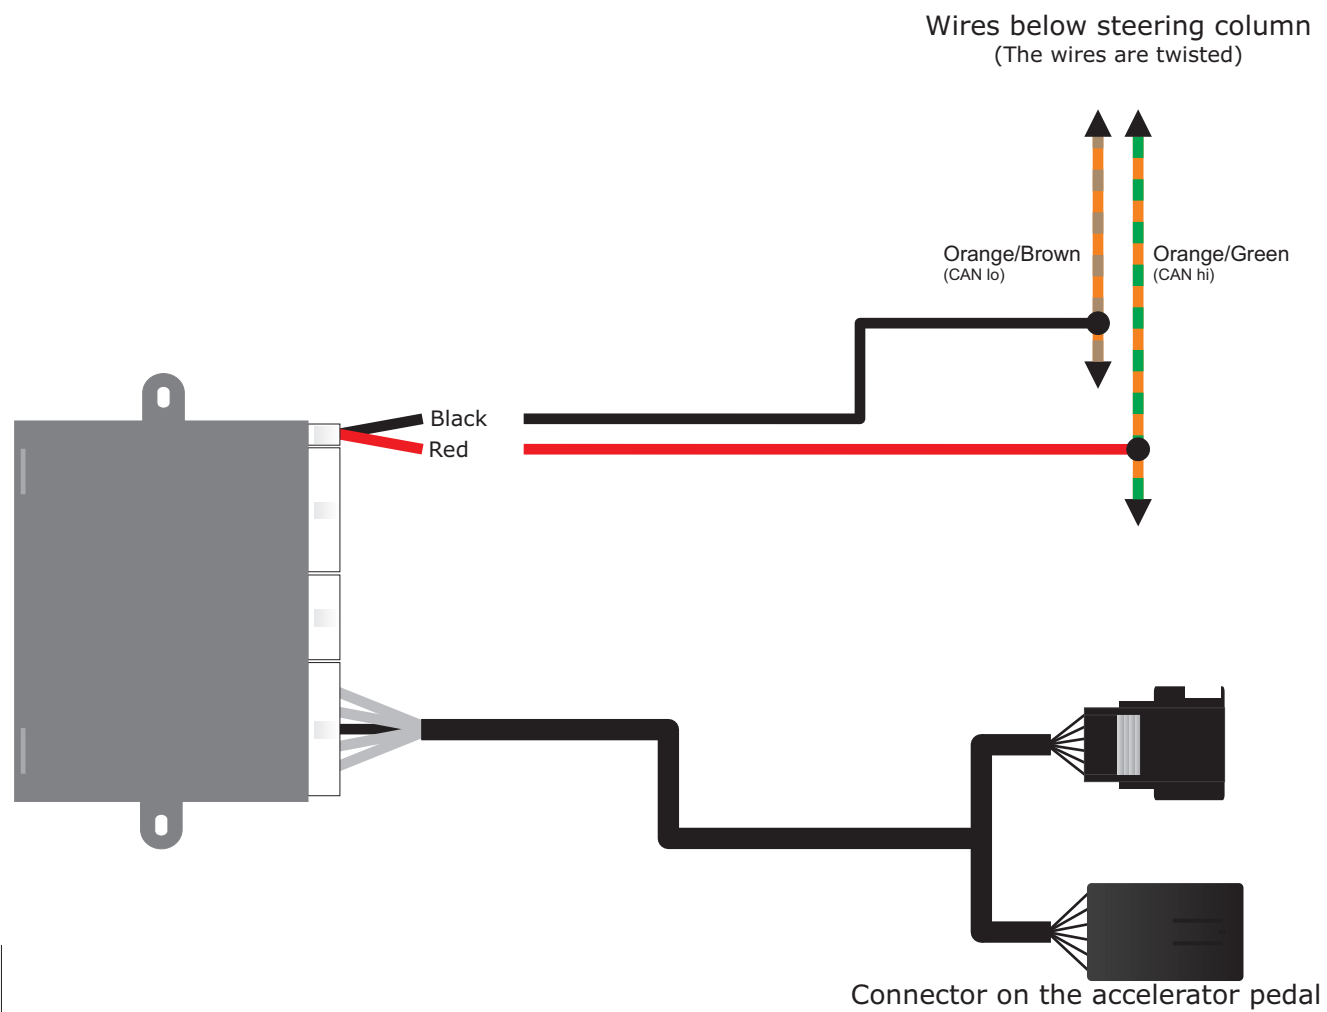 Wires below steering column
(The wires are twisted)
Orange/Brown
(CAN lo)
Orange/Green
(CAN hi)
Black
Red
Connector on the accelerator pedal